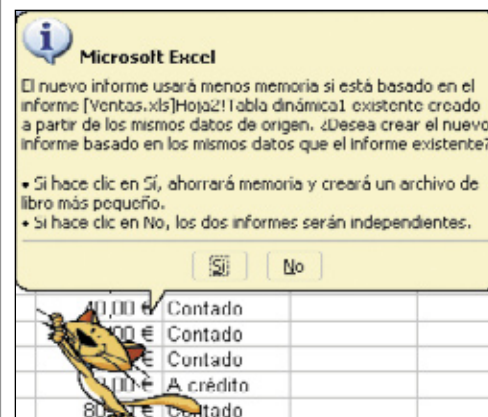 Microsoft Excel
El nuevo informe usará menos memoria si está basado en el
informe [Ventas.xls]Hoja2!Tabla dinámica1 existente creado
a partir de los mismos datos de origen. ¿Desea crear el nuevo
informe basado en los mismos datos que el informe existente?
• Si hace clic en Sí, ahorrará memoria y creará un archivo de
libro más pequeño.
• Si hace clic en No, los dos informes serán independientes.
Sí No
40,00 € Contado
€ Contado
€ Contado
€ A crédito
€ Contado